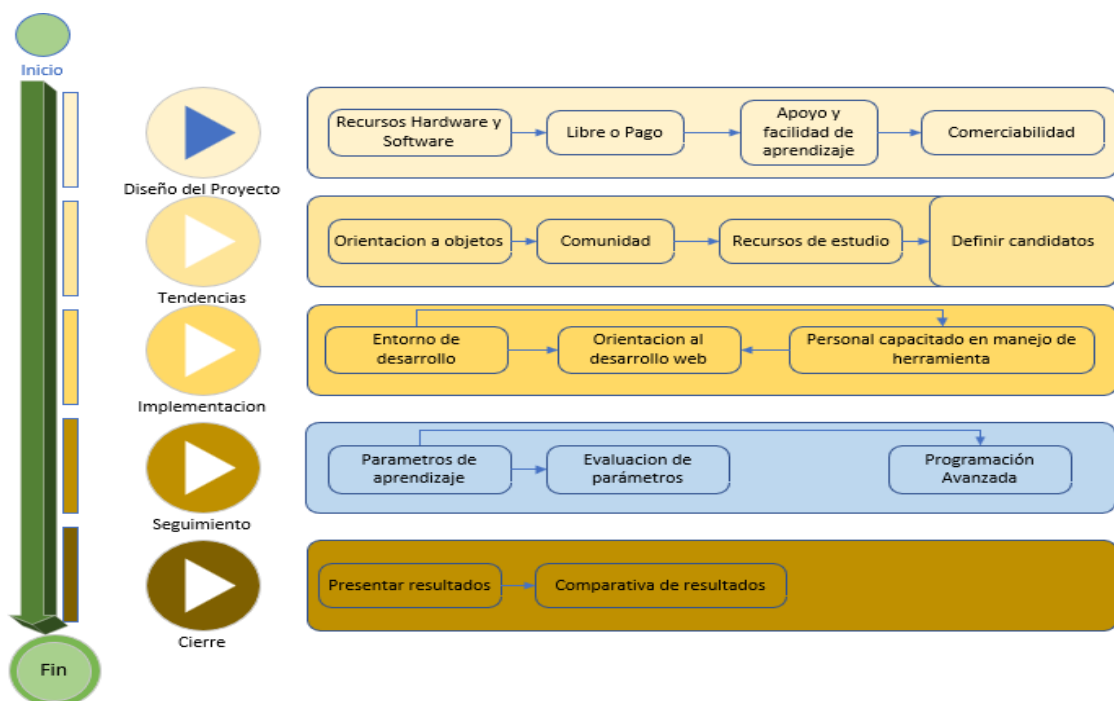 Inicio
Recursos Hardware y
Software
Libre o Pago
Apoyo y
facilidad de
aprendizaje
Comerciabilidad
Diseño del Proyecto
Orientacion a objetos
Comunidad
Recursos de estudio
Definir candidatos
Tendencias
Entorno de
desarrollo
Orientacion al
desarrollo web
Personal capacitado en manejo de
herramienta
Implementacion
Parametros de
aprendizaje
Evaluacion de
parámetros
Programación
Avanzada
Seguimiento
Presentar resultados
Comparativa de resultados
Cierre
Fin